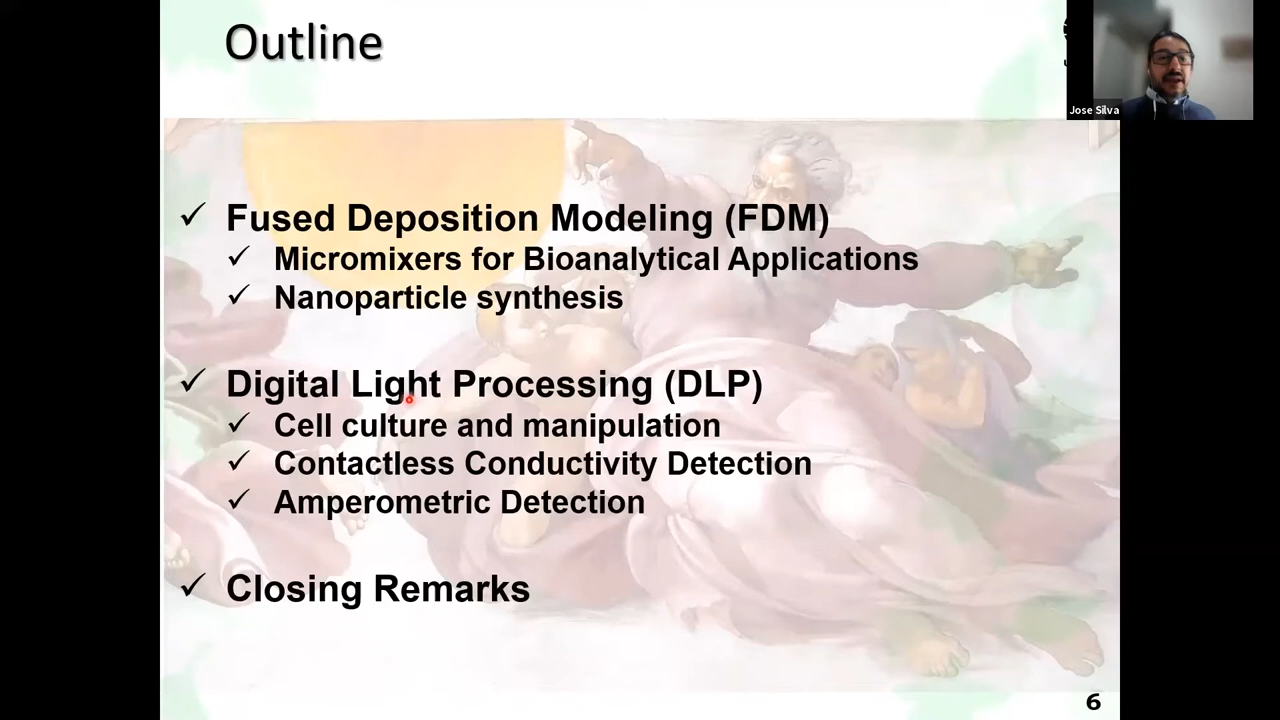 Outline
Jose Silva
✓ Fused Deposition Modeling (FDM)
✓ Micromixers for Bioanalytical Applications
✓ Nanoparticle synthesis
✓ Digital Light Processing (DLP)
✓ Cell culture and manipulation
✓ Contactless Conductivity Detection
✓ Amperometric Detection
✓ Closing Remarks
6